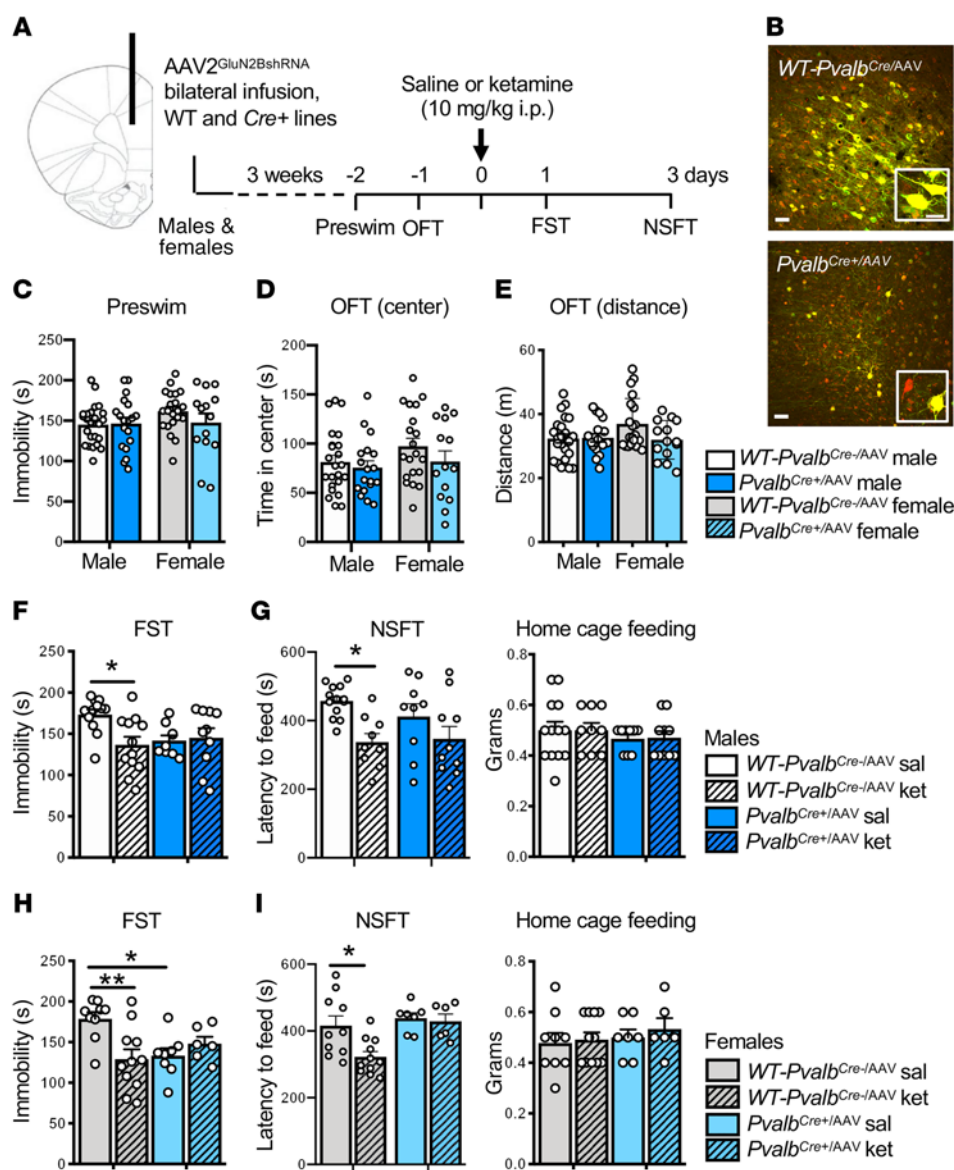 A
AAV2GluN2BshRNA
bilateral infusion,
WT and Cre+ lines
Saline or ketamine
(10 mg/kg i.p.)
3 weeks
-2
-1
0
1
3 days
Males &
females
Preswim
OFT
FST
NSFT
B
WT-PvalbCre/AAV
PvalbCre+/AAV
C
Preswim
Immobility (s)
250
200
150
100
50
0
Male
Female
D
OFT (center)
Time in center (s)
200
150
100
50
0
Male
Female
E
OFT (distance)
Distance (m)
60
40
20
0
Male
Female
WT-PvalbCre-/AAV male
PvalbCre+/AAV male
WT-PvalbCre-/AAV female
PvalbCre+/AAV female
F
FST
Immobility (s)
250
200
150
100
50
0
*
G
NSFT
Latency to feed (s)
600
400
200
0
*
Home cage feeding
Grams
0.8
0.6
0.4
0.2
0.0
Males
WT-PvalbCre-/AAV sal
WT-PvalbCre-/AAV ket
PvalbCre+/AAV sal
PvalbCre+/AAV ket
H
FST
Immobility (s)
250
200
150
100
50
0
*
**
I
NSFT
Latency to feed (s)
600
400
200
0
*
Home cage feeding
Grams
0.8
0.6
0.4
0.2
0.0
Females
WT-PvalbCre-/AAV sal
WT-PvalbCre-/AAV ket
PvalbCre+/AAV sal
PvalbCre+/AAV ket